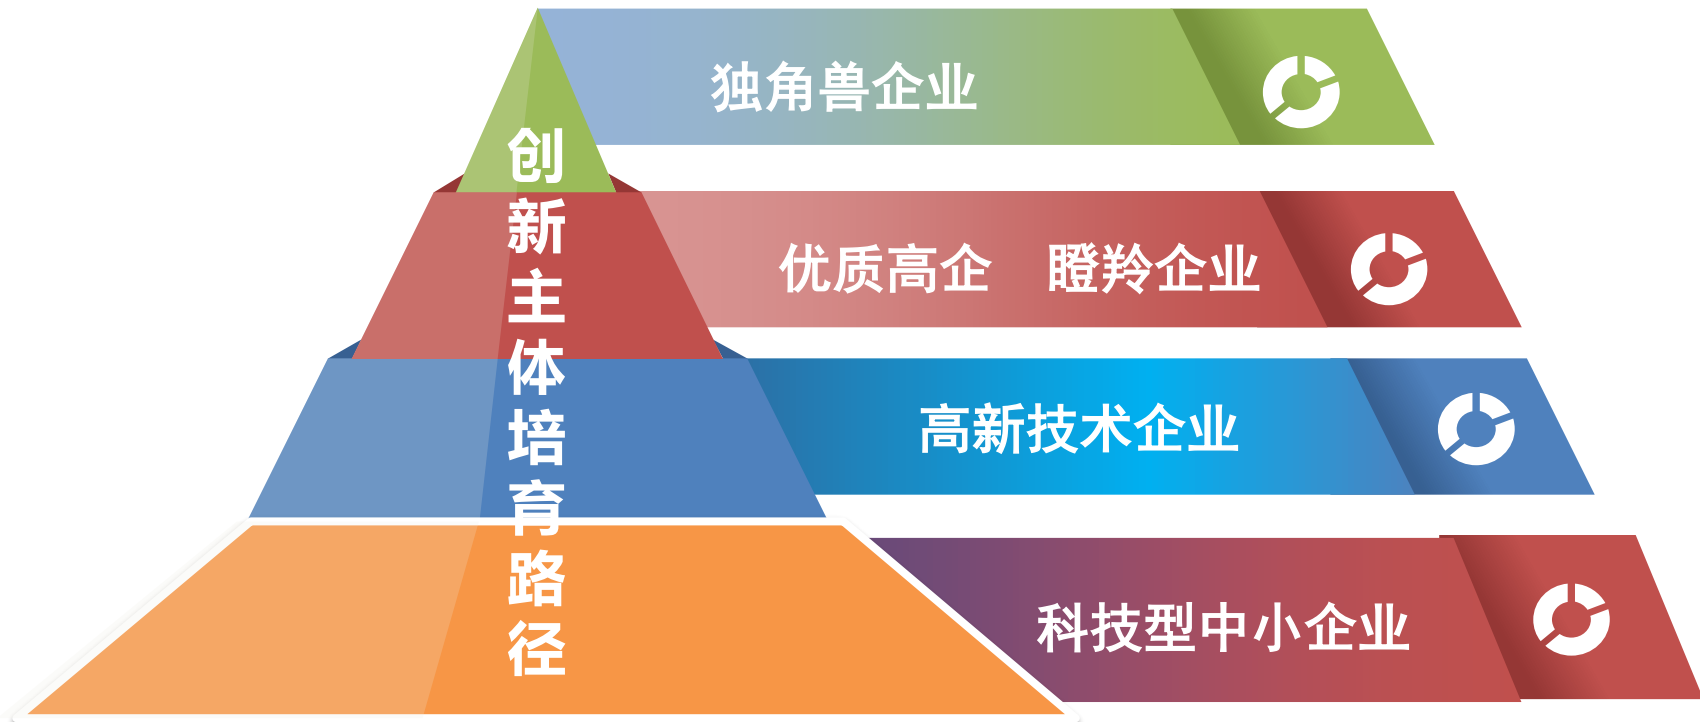 独角兽企业
创新主体培育路径
优质高企　瞪羚企业
高新技术企业
科技型中小企业